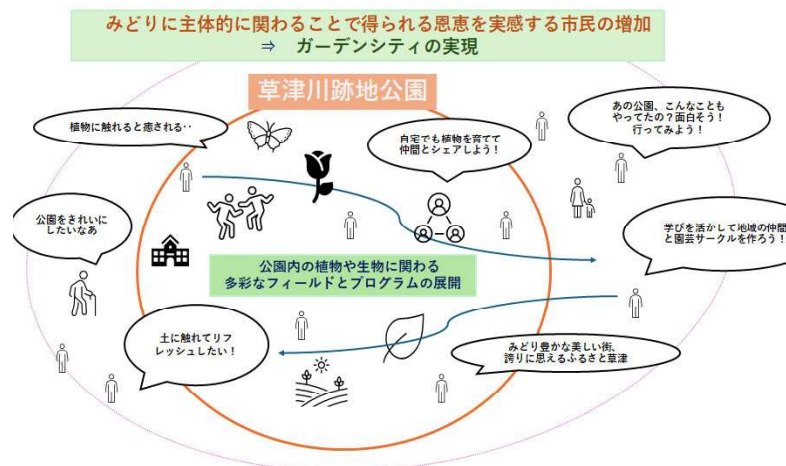 みどりに主体的に関わることで得られる恩恵を実感する市民の増加
⇒ ガーデンシティの実現
草津川跡地公園
植物に触れると癒される‥
自宅でも植物を育てて
仲間とシェアしよう！
あの公園、こんなことも
やってたの？面白そう！
行ってみよう！
公園をきれいに
したいなあ
学びを活かして地域の仲間
と園芸サークルを作ろう！
公園内の植物や生物に関わる
多彩なフィールドとプログラムの展開
土に触れてリフ
レッシュしたい！
みどり豊かな美しい街、
誇りに思えるふるさと草津